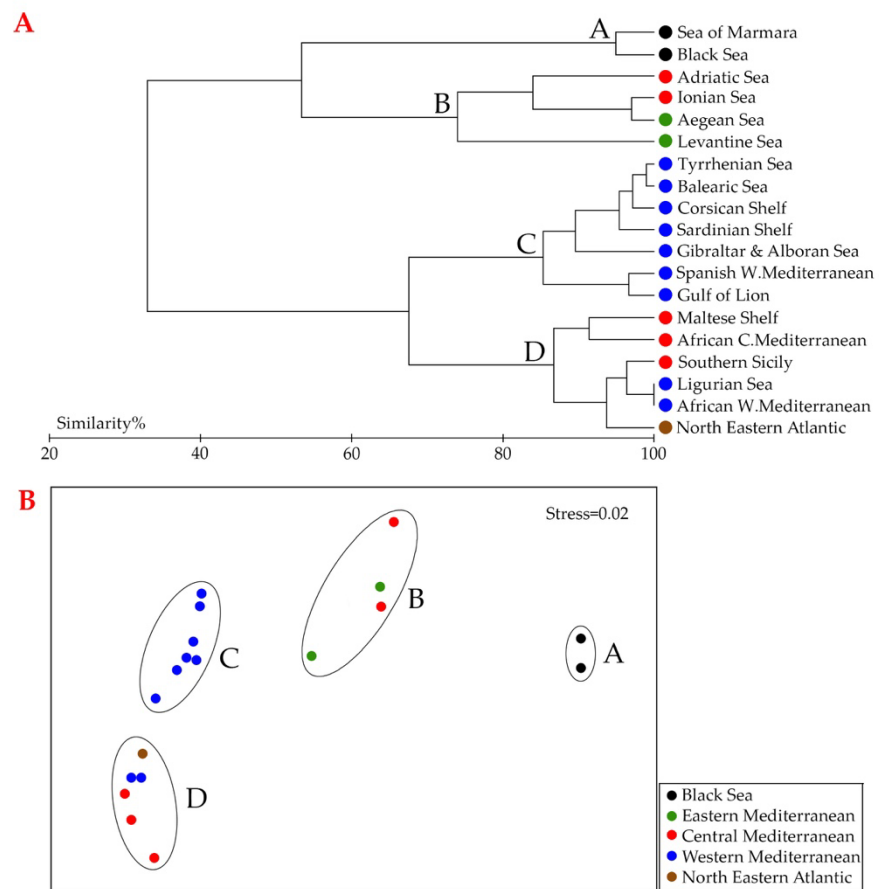 A
A
Sea of Marmara
Black Sea
Adriatic Sea
B
Ionian Sea
Aegean Sea
Levantine Sea
Tyrrhenian Sea
Balearic Sea
Corsican Shelf
Sardinian Shelf
C
Gibraltar & Alboran Sea
Spanish W.Mediterranean
Gulf of Lion
Maltese Shelf
African C.Mediterranean
D
Southern Sicily
Ligurian Sea
African W.Mediterranean
North Eastern Atlantic
Similarity%
20 40 60 80 100
B
Stress=0.02
B
C
A
D
Black Sea
Eastern Mediterranean
Central Mediterranean
Western Mediterranean
North Eastern Atlantic